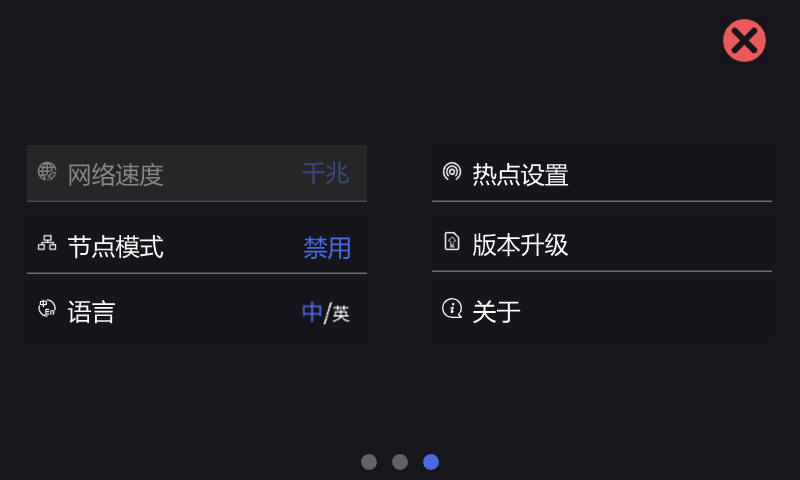 网络速度 千兆
热点设置
节点模式 禁用
版本升级
语言 中/英
关于